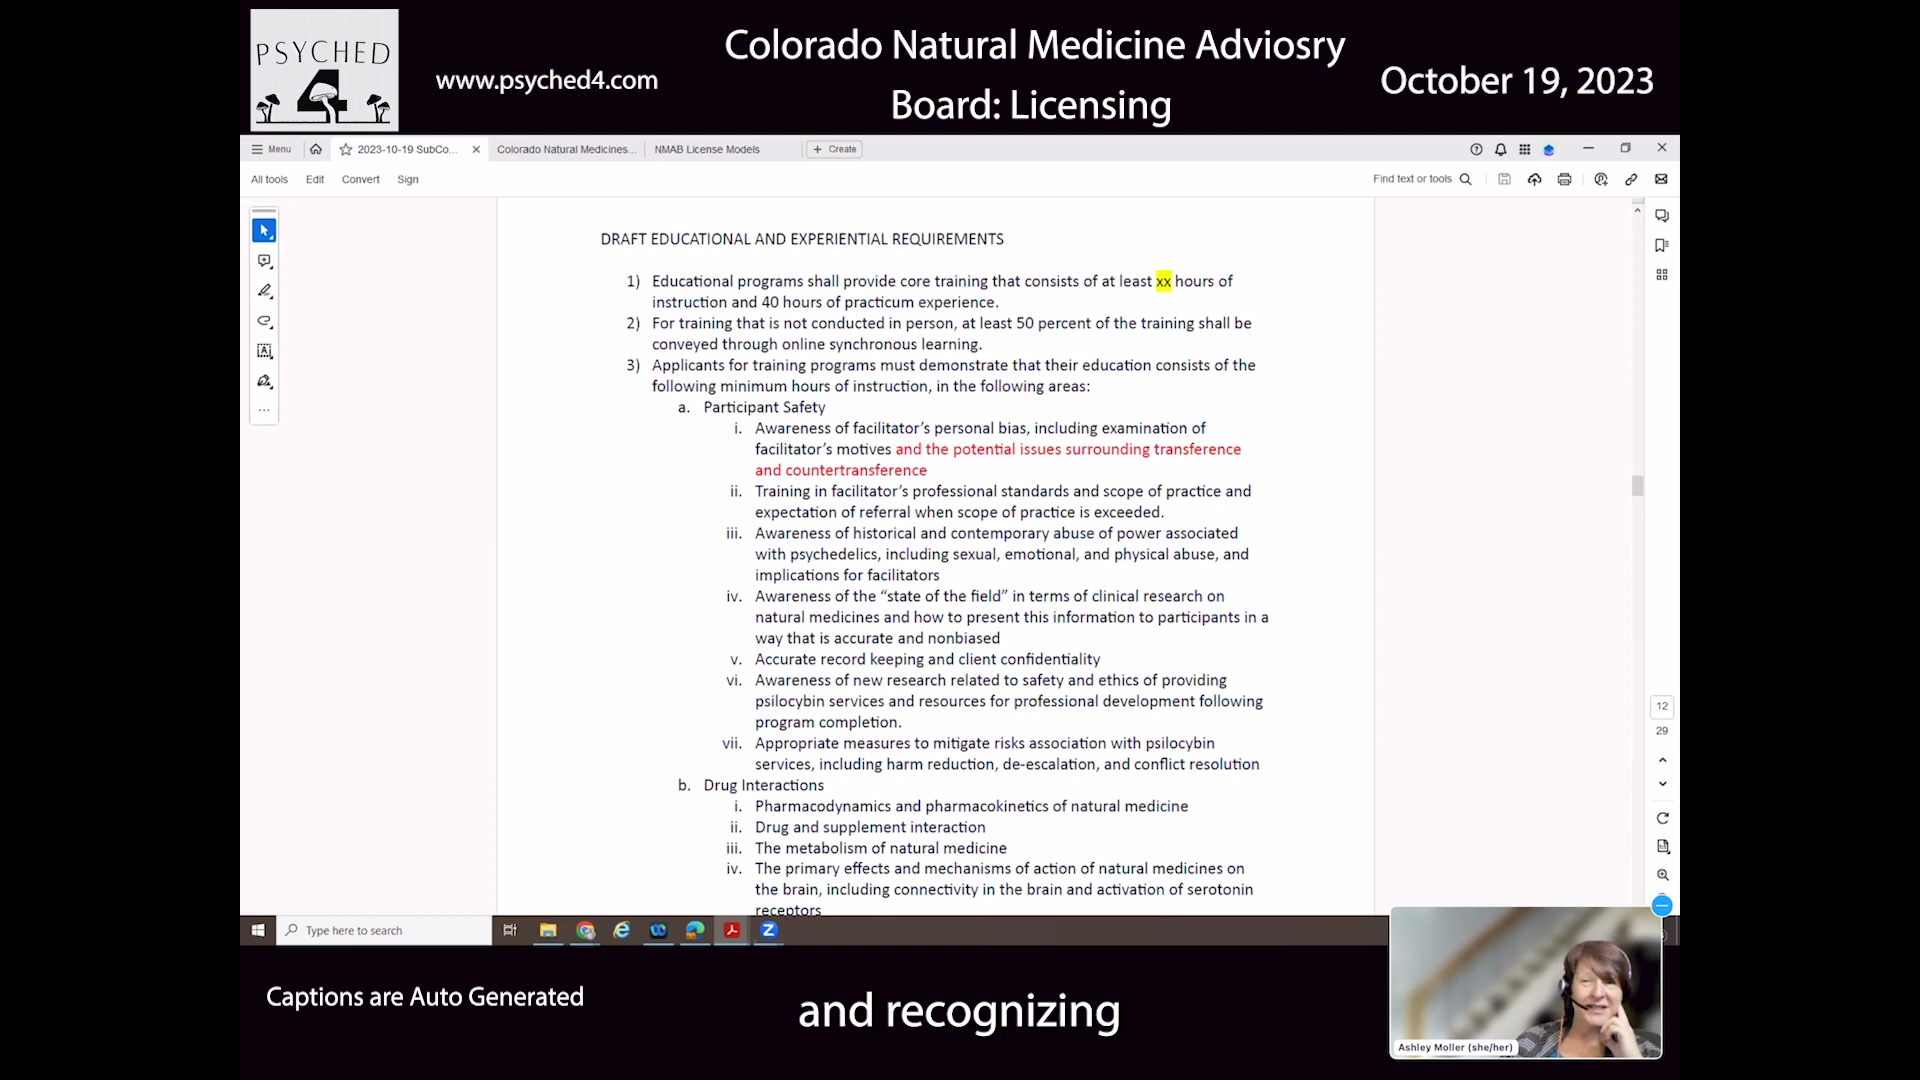 PSYCHED
4
www.psyched4.com
Colorado Natural Medicine Adviosry
Board: Licensing
October 19, 2023
Menu
2023-10-19 SubCo...
Colorado Natural Medicines...
NMAB License Models
Create
All tools
Edit
Convert
Sign
Find text or tools
DRAFT EDUCATIONAL AND EXPERIENTIAL REQUIREMENTS
1) Educational programs shall provide core training that consists of at least xx hours of
instruction and 40 hours of practicum experience.
2) For training that is not conducted in person, at least 50 percent of the training shall be
conveyed through online synchronous learning.
3) Applicants for training programs must demonstrate that their education consists of the
following minimum hours of instruction, in the following areas:
a. Participant Safety
i. Awareness of facilitator's personal bias, including examination of
facilitator's motives and the potential issues surrounding transference
and countertransference
ii. Training in facilitator's professional standards and scope of practice and
expectation of referral when scope of practice is exceeded.
iii. Awareness of historical and contemporary abuse of power associated
with psychedelics, including sexual, emotional, and physical abuse, and
implications for facilitators
iv. Awareness of the “state of the field” in terms of clinical research on
natural medicines and how to present this information to participants in a
way that is accurate and nonbiased
v. Accurate record keeping and client confidentiality
vi. Awareness of new research related to safety and ethics of providing
psilocybin services and resources for professional development following
program completion.
vii. Appropriate measures to mitigate risks association with psilocybin
services, including harm reduction, de-escalation, and conflict resolution
b. Drug Interactions
i. Pharmacodynamics and pharmacokinetics of natural medicine
ii. Drug and supplement interaction
iii. The metabolism of natural medicine
iv. The primary effects and mechanisms of action of natural medicines on
the brain, including connectivity in the brain and activation of serotonin
receptors
12
29
Type here to search
Captions are Auto Generated
and recognizing
Ashley Moller (she/her)